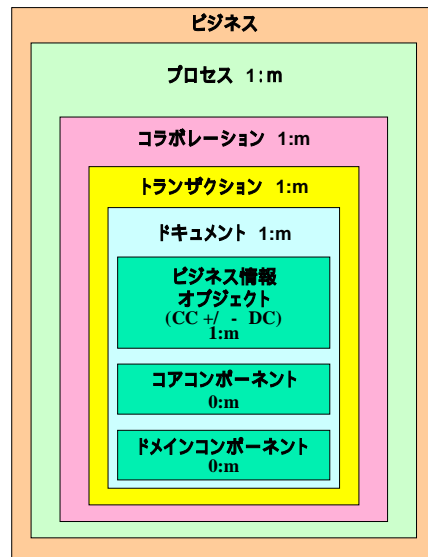 ビジネス
プロセス 1:m
コラボレーション 1:m
トランザクション 1:m
ドキュメント 1:m
ビジネス情報
オブジェクト
(CC +/ - DC)
1:m
コアコンポーネント
0:m
ドメインコンポーネント
0:m